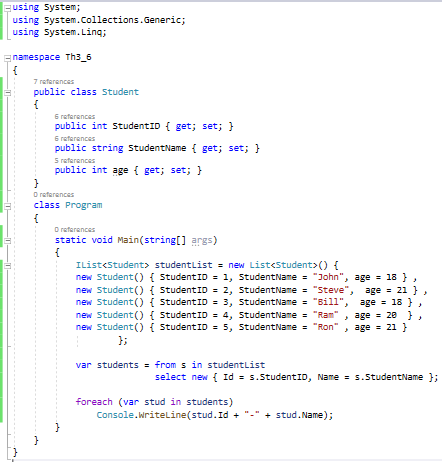 using System;
using System.Collections.Generic;
using System.Linq;
namespace Th3_6
{
7 references
public class Student
{
6 references
public int StudentID { get; set; }
6 references
public string StudentName { get; set; }
5 references
public int age { get; set; }
}
0 references
class Program
{
0 references
static void Main(string[] args)
{
IList<Student> studentList = new List<Student>() {
new Student() { StudentID = 1, StudentName = "John", age = 18 } ,
new Student() { StudentID = 2, StudentName = "Steve",  age = 21 } ,
new Student() { StudentID = 3, StudentName = "Bill",  age = 18 } ,
new Student() { StudentID = 4, StudentName = "Ram" , age = 20  } ,
new Student() { StudentID = 5, StudentName = "Ron" , age = 21 }
};
var students = from s in studentList
select new { Id = s.StudentID, Name = s.StudentName };
foreach (var stud in students)
Console.WriteLine(stud.Id + "-" + stud.Name);
}
}
}